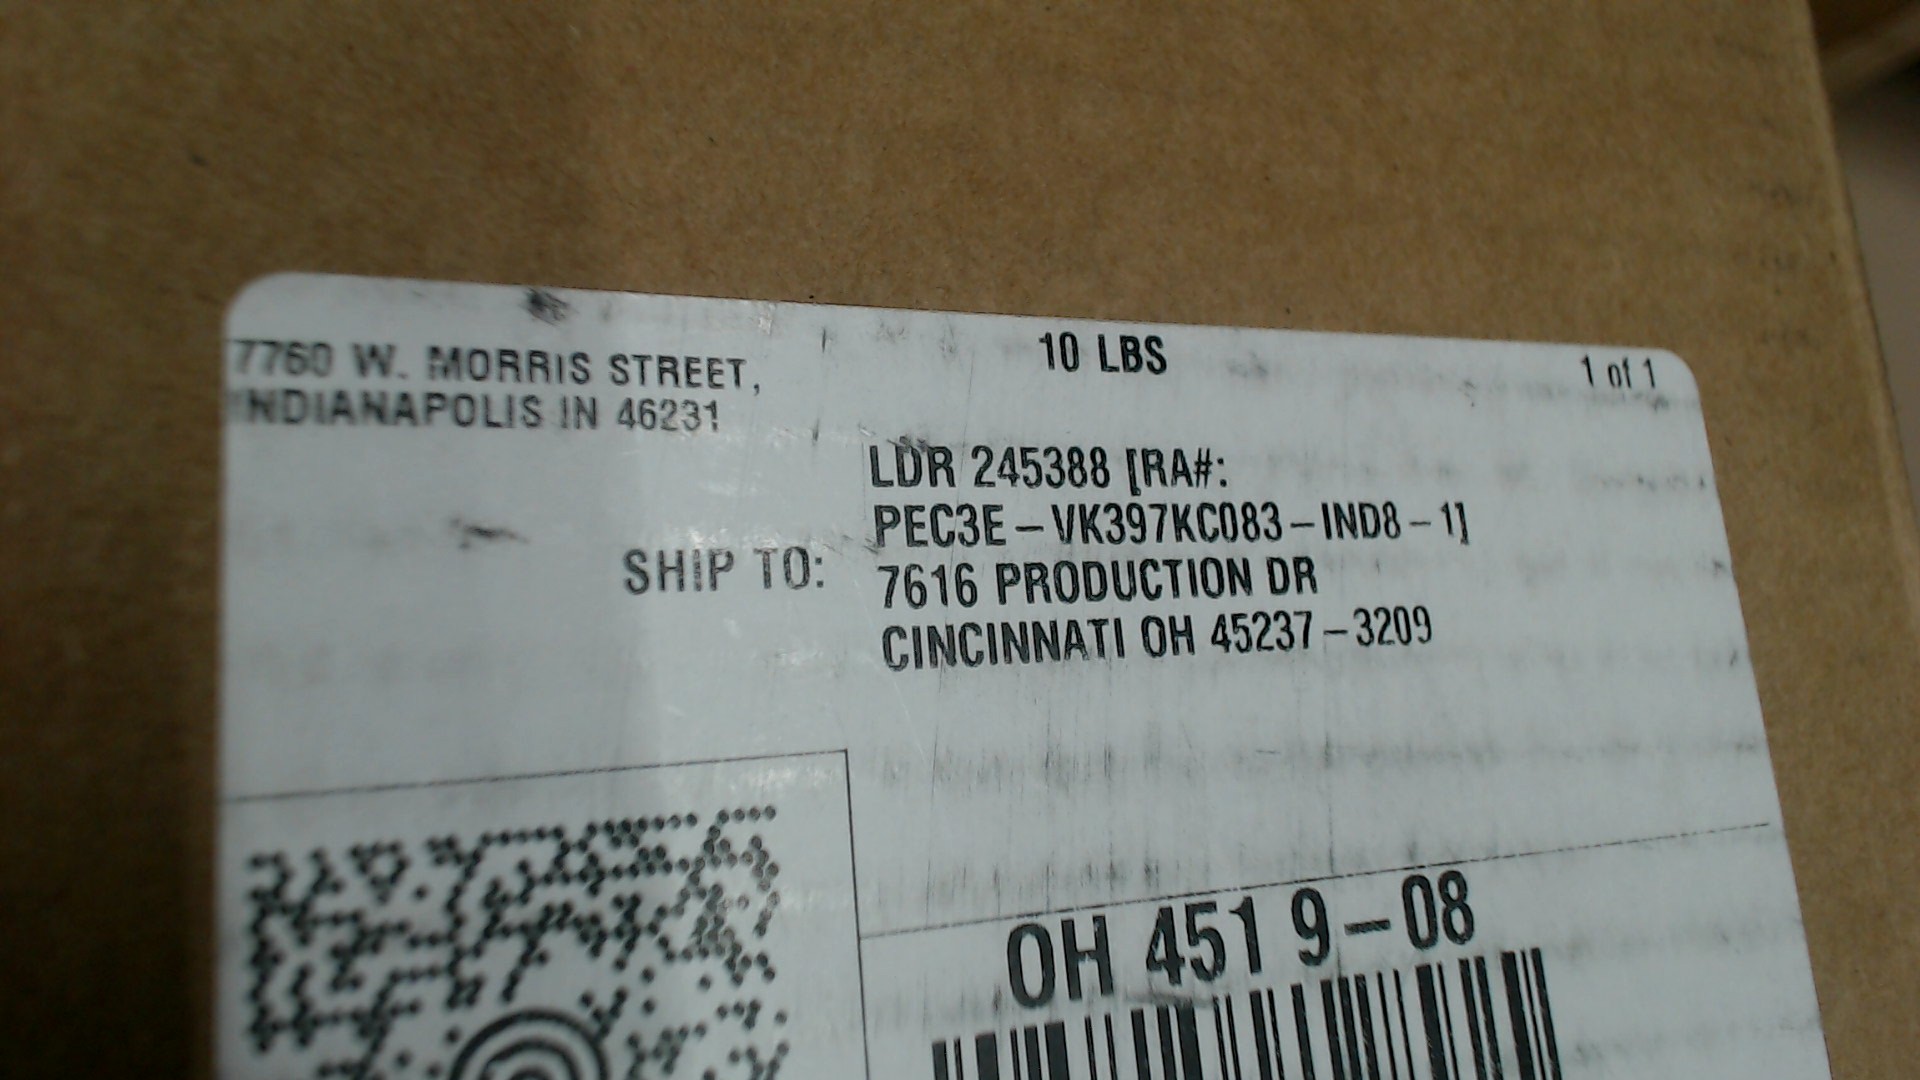 7760 W. MORRIS STREET,
INDIANAPOLIS IN 46231
10 LBS
1 of 1
SHIP TO:
LDR 245388 [RA#:
PEC3E-VK397KC083-IND8-1]
7616 PRODUCTION DR
CINCINNATI OH 45237-3209
OH 451 9-08